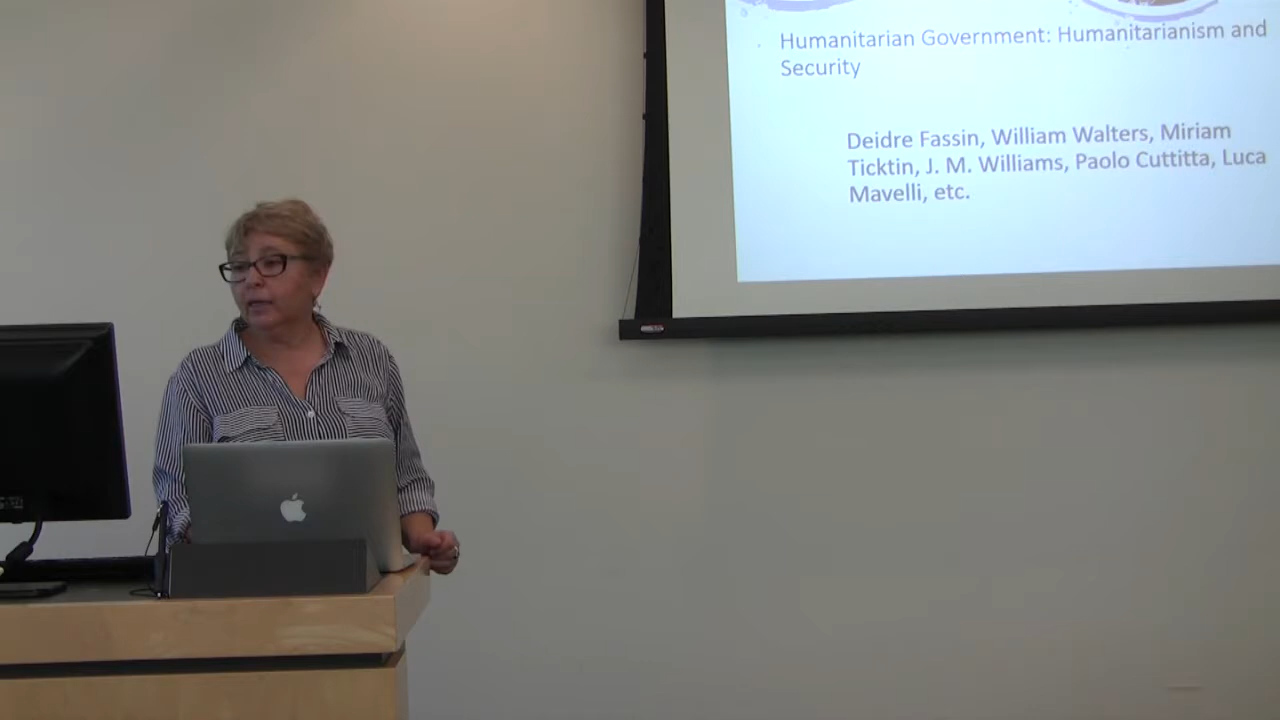 Humanitarian Government: Humanitarianism and
Security
Deidre Fassin, William Walters, Miriam
Ticktin, J. M. Williams, Paolo Cuttitta, Luca
Mavelli, etc.